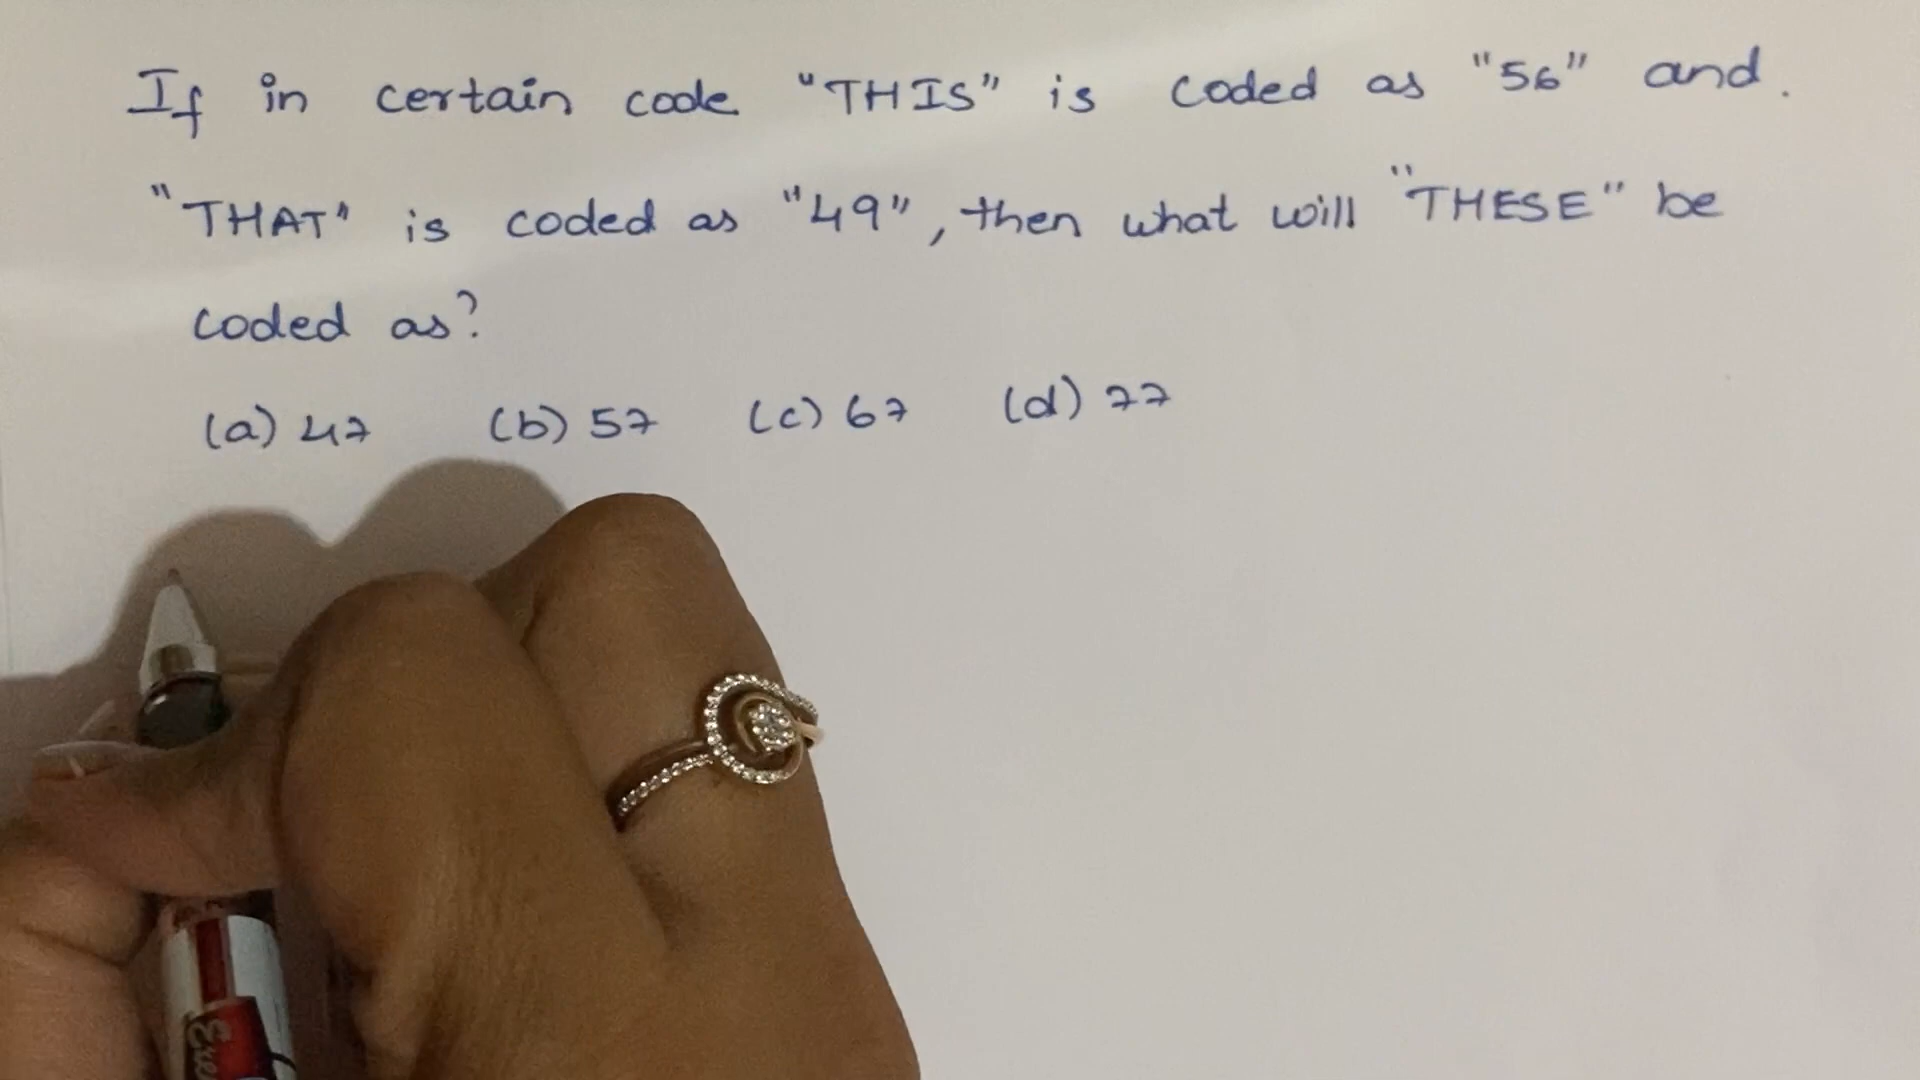 If in certain code "THIS" is coded as "56" and.
"THAT" is coded as "49", then what will "THESE" be
coded as?
(a) 47 (b) 57 (c) 67 (d) 77